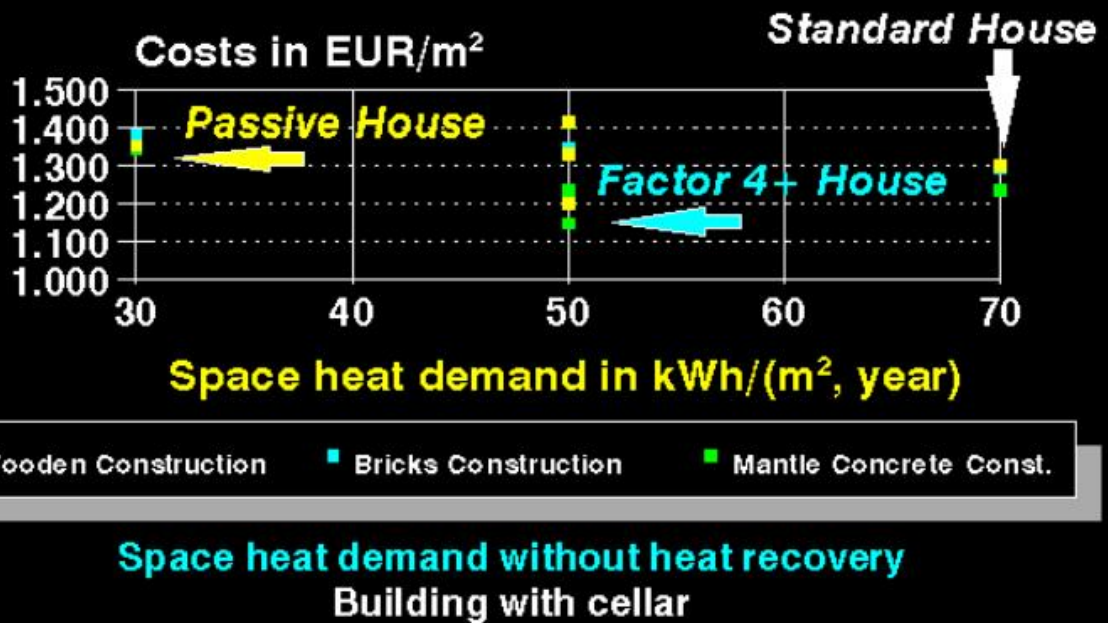 Standard House
Costs in EUR/m²
1.500
1.400
Passive House
1.300
Factor 4+ House
1.200
1.100
1.000
30 40 50 60 70
Space heat demand in kWh/(m², year)
Construction Bricks Construction Mantle Concrete Const.
Space heat demand without heat recovery
Building with cellar